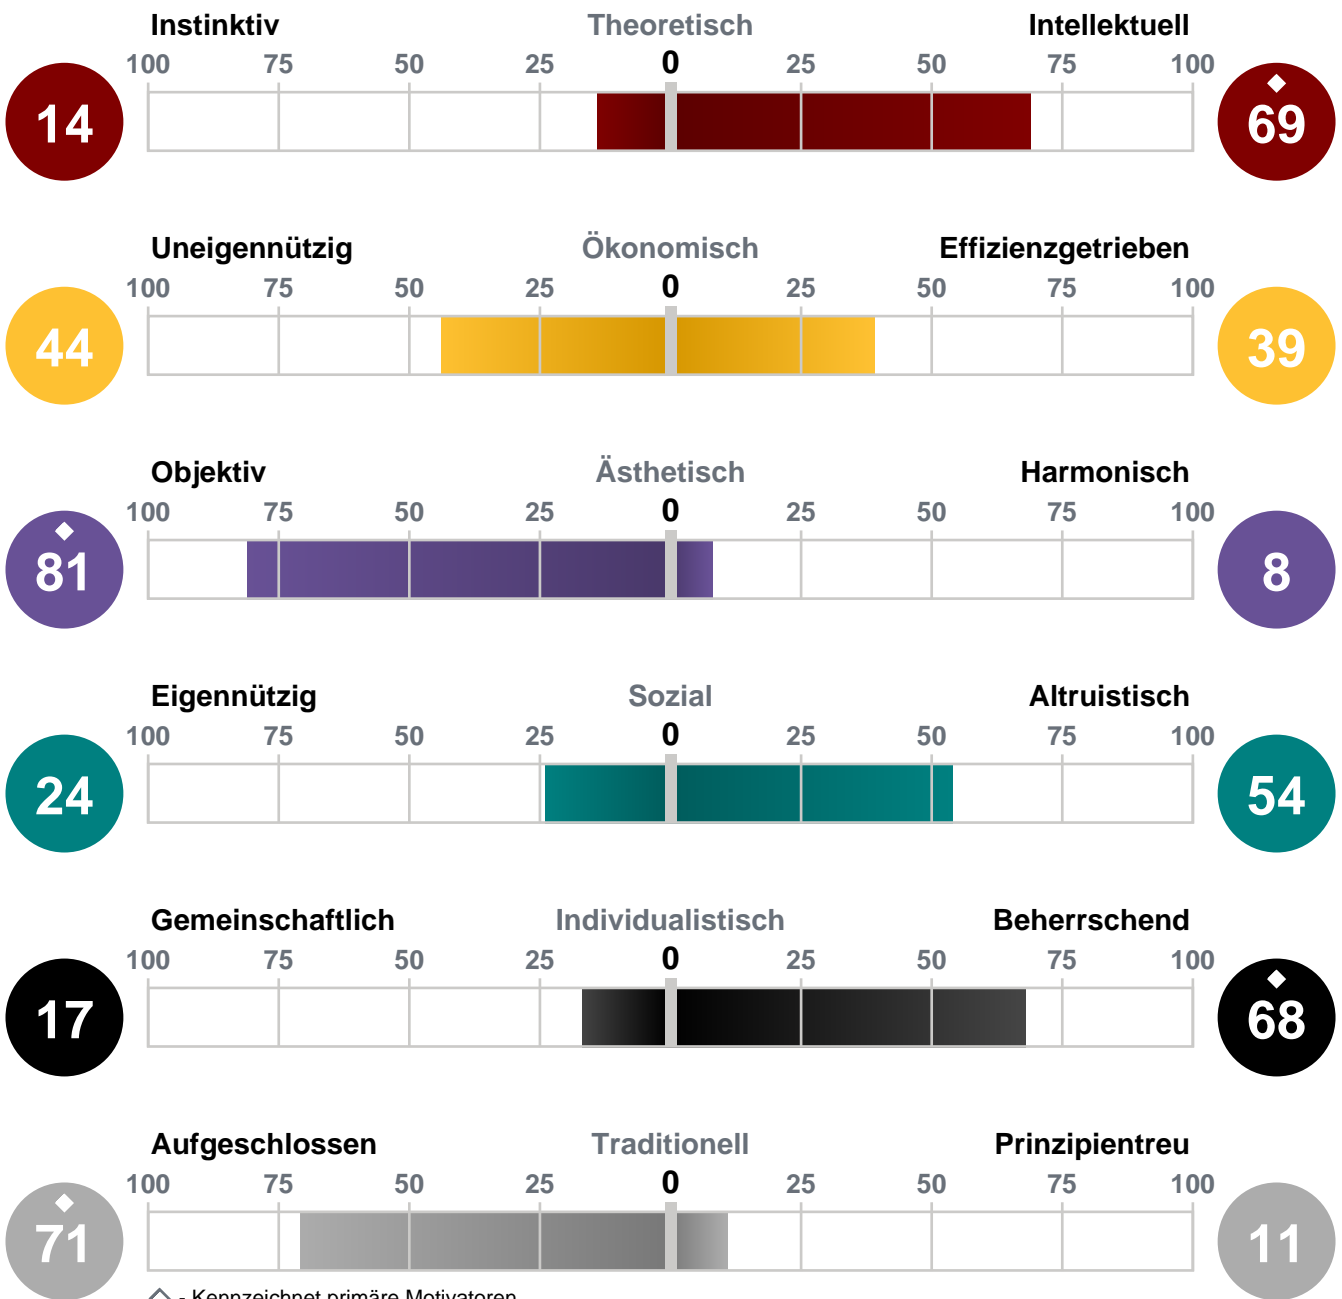 Instinktiv Theoretisch Intellektuell
100 75 50 25 0 25 50 75 100
14 69
Uneigennützig Ökonomisch Effizienzgetrieben
100 75 50 25 0 25 50 75 100
44 39
Objektiv Ästhetisch Harmonisch
100 75 50 25 0 25 50 75 100
81 8
Eigennützig Sozial Altruistisch
100 75 50 25 0 25 50 75 100
24 54
Gemeinschaftlich Individualistisch Beherrschend
100 75 50 25 0 25 50 75 100
17 68
Aufgeschlossen Traditionell Prinzipientreu
100 75 50 25 0 25 50 75 100
71 11
- Kennzeichnet primäre Motivatoren